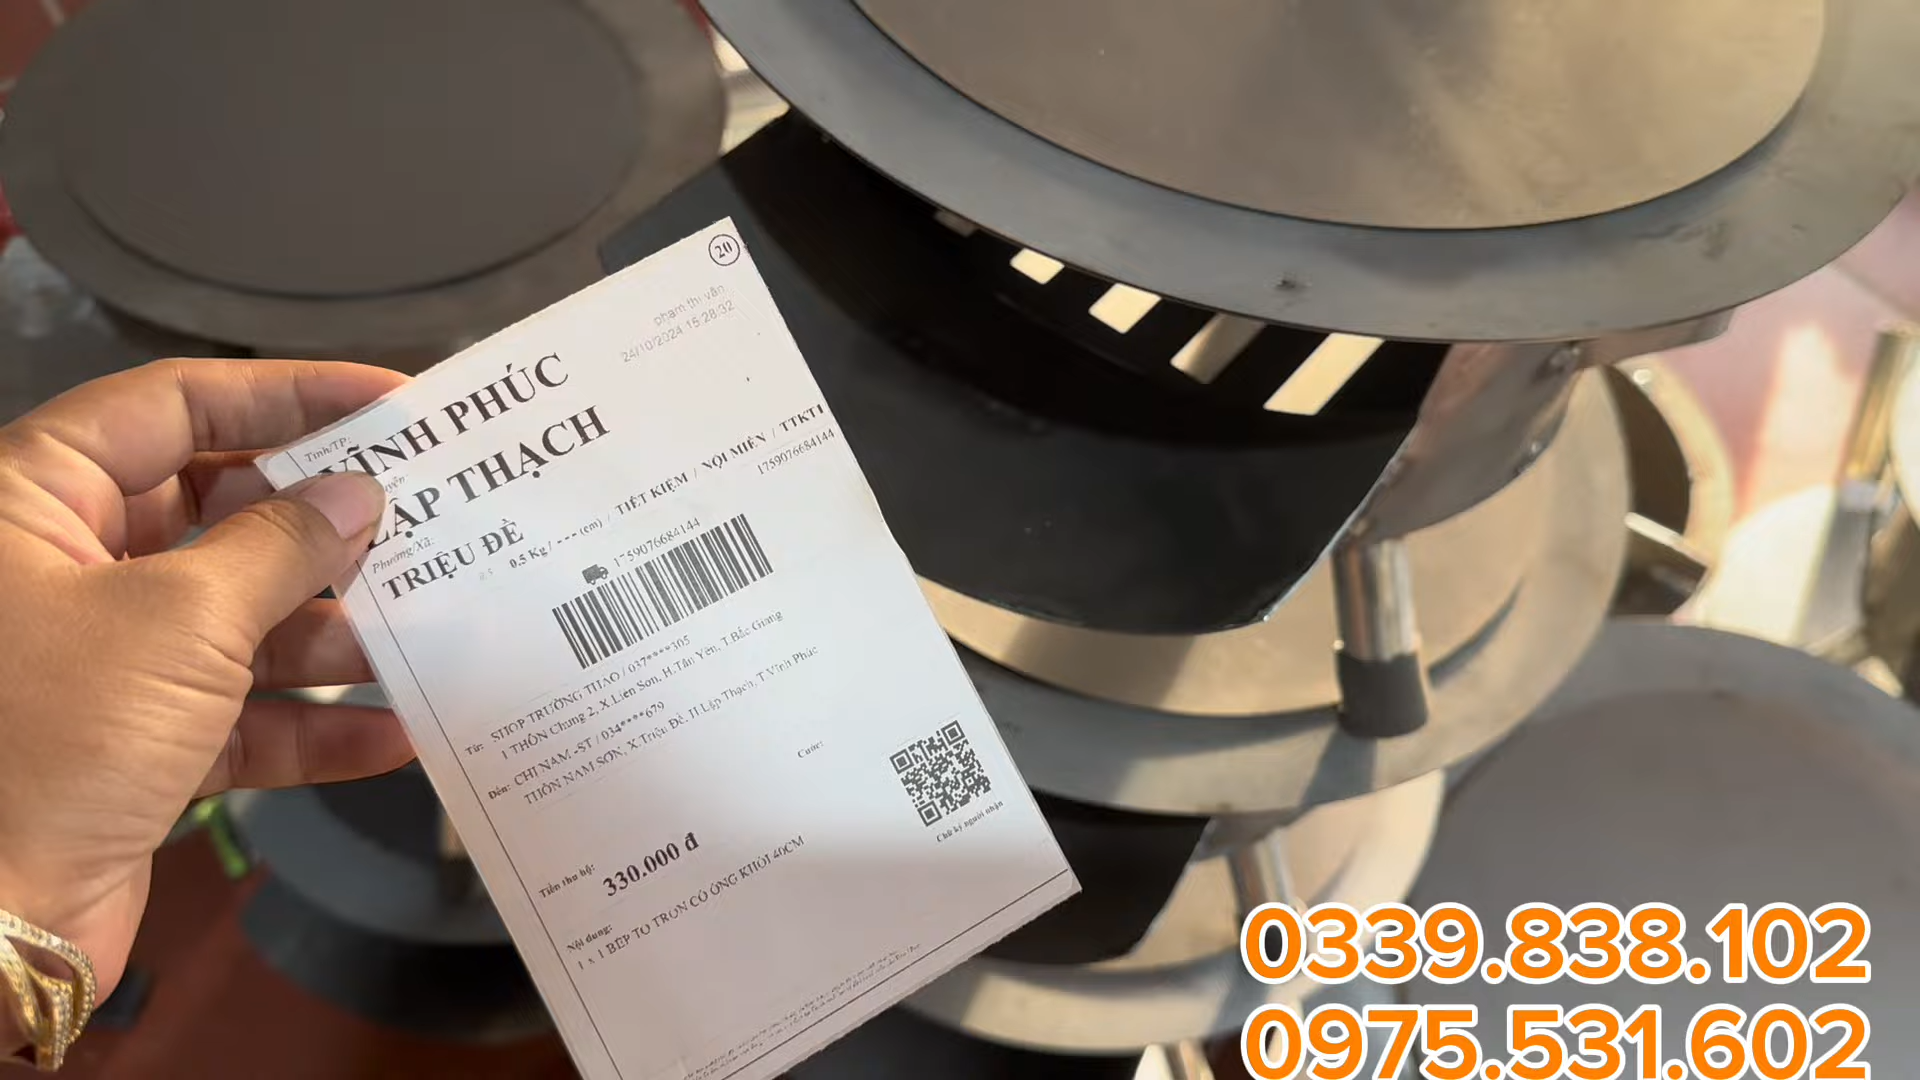 20
phạm thị vân
24/10/2024 15:28:32
Tỉnh/TP:
VĨNH PHÚC
LẬP THẠCH
Phường/Xã:
TRIỆU ĐỀ
0.5 Kg / - - - (cm) / TIẾT KIỆM / NỘI MIỀN / TTKT1
1759076684144
1759076684144
Từ: SHOP TRƯỜNG THẢO / 037****305
1 THÔN Chung 2, X.Liên Sơn, H.Tân Yên, T.Bắc Giang
Đến: CHỊ NAM -ST / 034****679
THÔN NAM SƠN, X.Triệu Đề, H.Lập Thạch, T.Vĩnh Phúc
Cước:
Chữ ký người nhận
Tiền thu hộ:
330.000 đ
Nội dung:
1 x 1 BẾP TO TRƠN CÓ ỐNG KHÓI 40CM
0339.838.102
0975.531.602